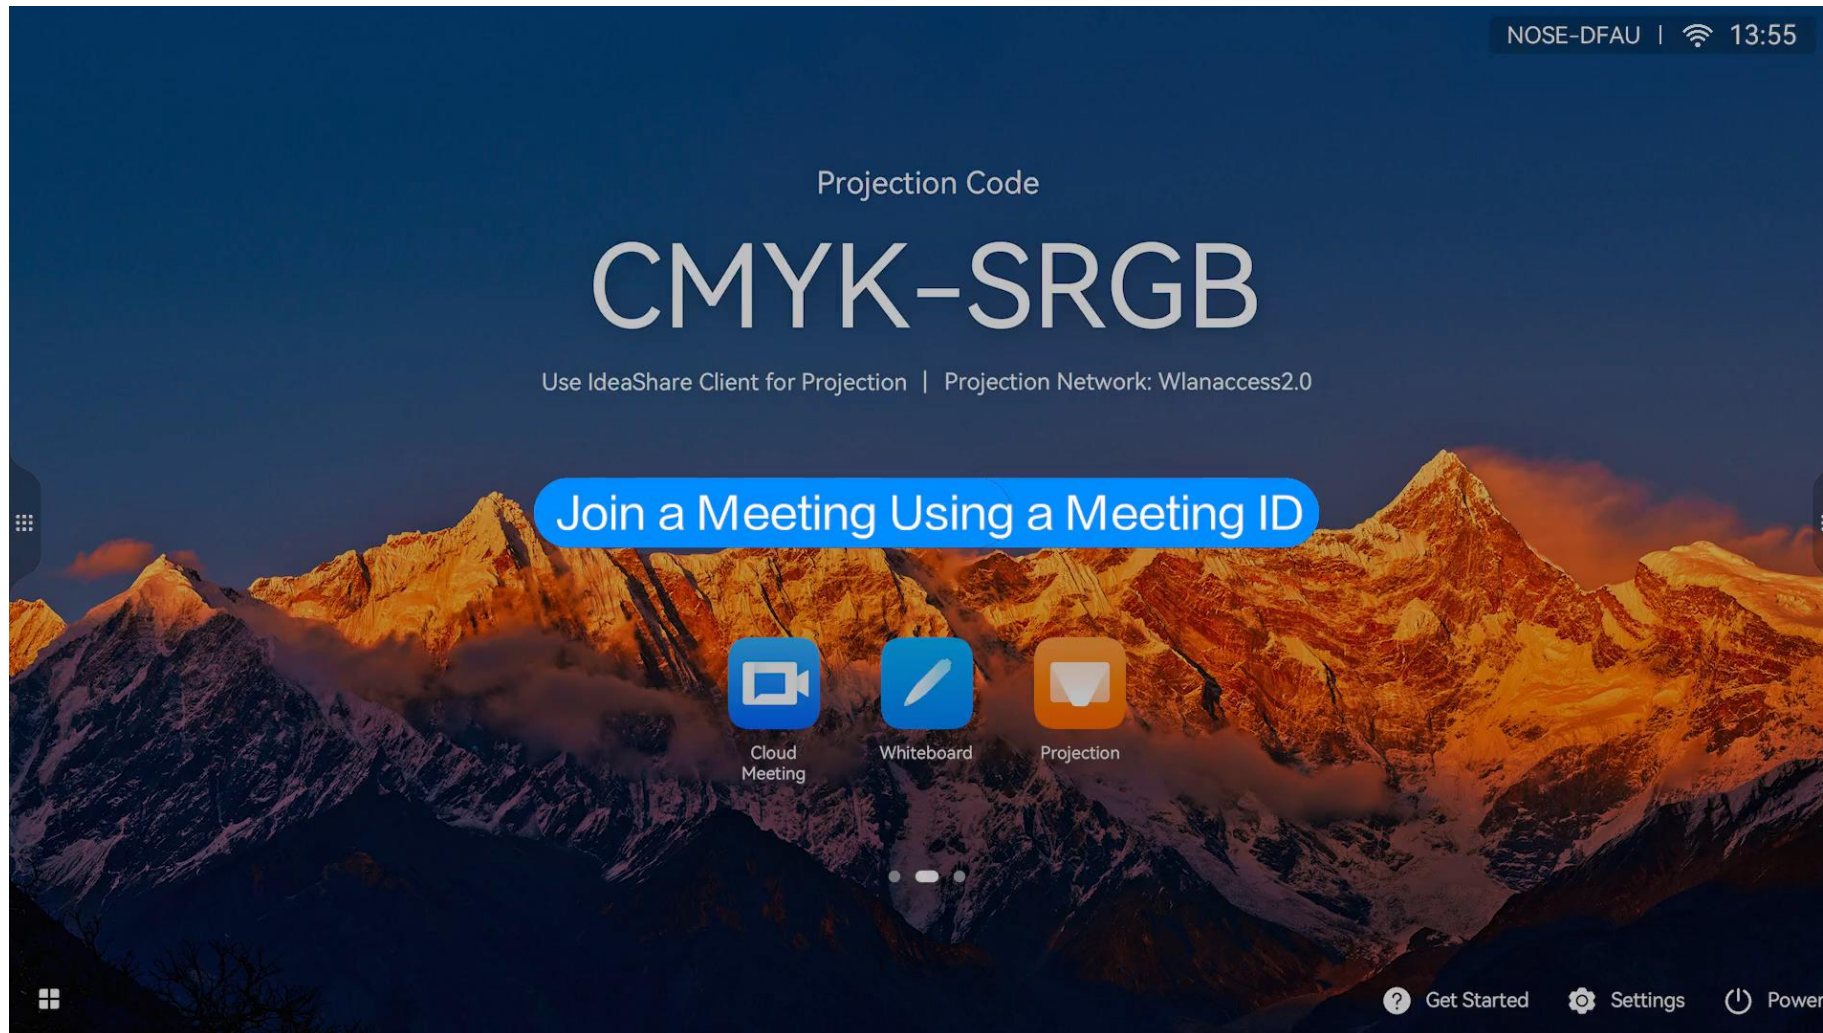 NOSE-DFAU | 13:55
Projection Code
CMYK-SRGB
Use IdeaShare Client for Projection | Projection Network: Wlanaccess2.0
Join a Meeting Using a Meeting ID
Cloud
Meeting
Whiteboard
Projection
Get Started
Settings
Power